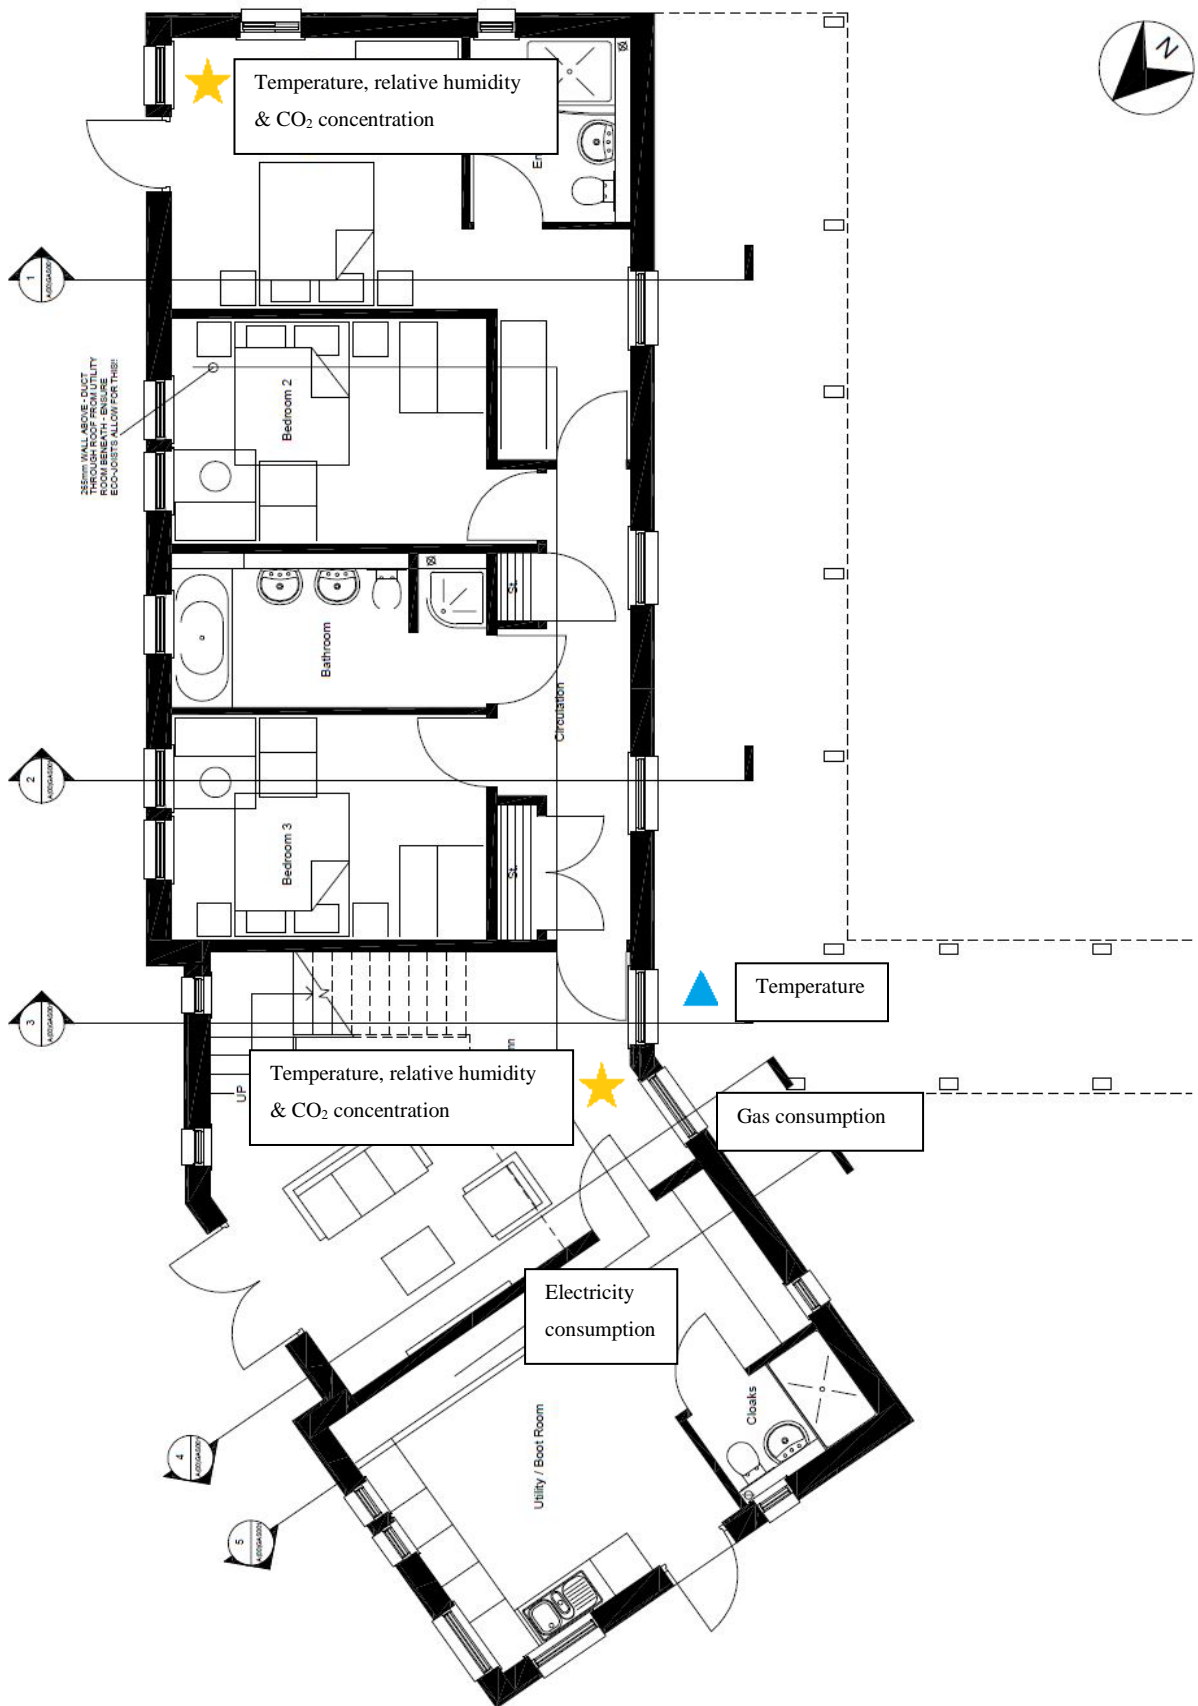 N
Temperature, relative humidity
& CO₂ concentration
En
1
265mm WALL ABOVE - DUCT
THROUGH ROOF FROM UTILITY
ROOM BENEATH - ENSURE
ECO-JOISTS ALLOW FOR THIS!!
Bedroom 2
St.
Bathroom
Circulation
2
Bedroom 3
St.
Temperature
3
UP
Temperature, relative humidity
& CO₂ concentration
Gas consumption
Electricity
consumption
Cloaks
Utility / Boot Room
4
5